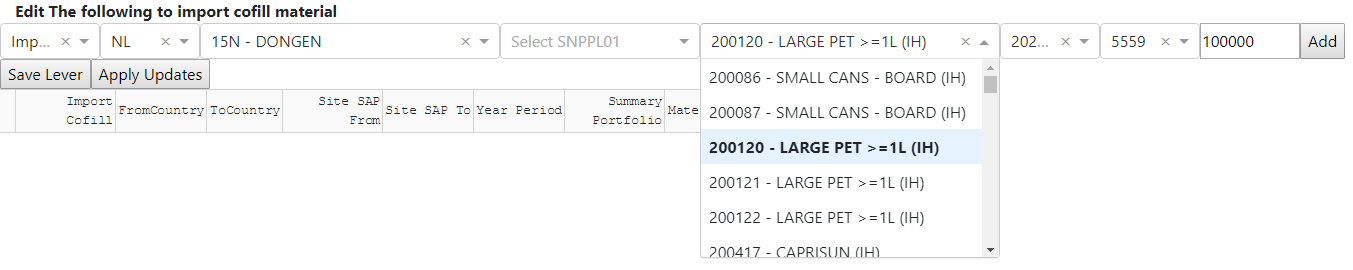 Edit The following to import cofill material
Imp... × NL × 15N - DONGEN × Select SNPPL01 200120 - LARGE PET >=1L (IH) × 202... × 5559 × 100000 Add
Save Lever Apply Updates
Import Cofill FromCountry ToCountry Site SAP From Site SAP To Year Period Summary Portfolio Mate
200086 - SMALL CANS - BOARD (IH)
200087 - SMALL CANS - BOARD (IH)
200120 - LARGE PET >=1L (IH)
200121 - LARGE PET >=1L (IH)
200122 - LARGE PET >=1L (IH)
200417 - CAPRISUN (IH)